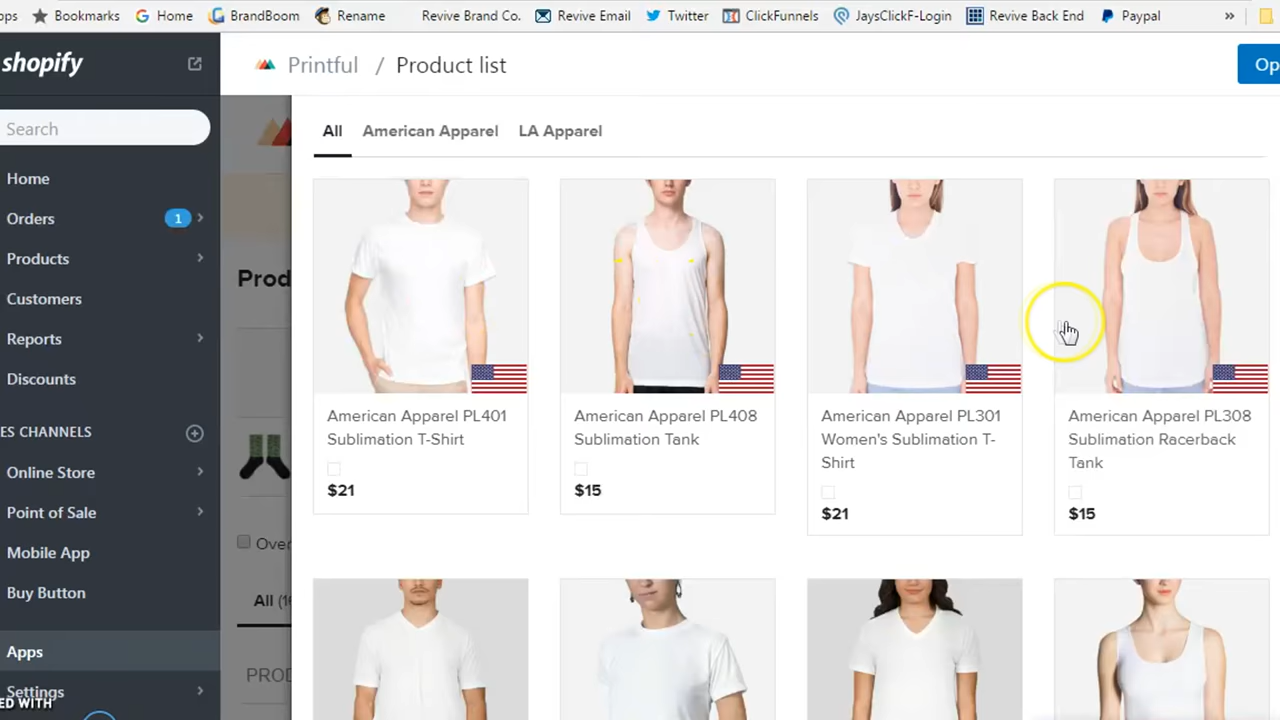 ps Bookmarks Home BrandBoom Rename Revive Brand Co. Revive Email Twitter ClickFunnels JaysClickF-Login Revive Back End Paypal »
shopify
Printful / Product list
Op
Search
All American Apparel LA Apparel
Home
Orders 1
Products
Prod
Customers
Reports
Discounts
American Apparel PL401
Sublimation T-Shirt
$21
American Apparel PL408
Sublimation Tank
$15
American Apparel PL301
Women's Sublimation T-
Shirt
$21
American Apparel PL308
Sublimation Racerback
Tank
$15
ES CHANNELS
Online Store
Point of Sale
Mobile App
Over
Buy Button
All (1
Apps
PROD
Settings
ED WITH